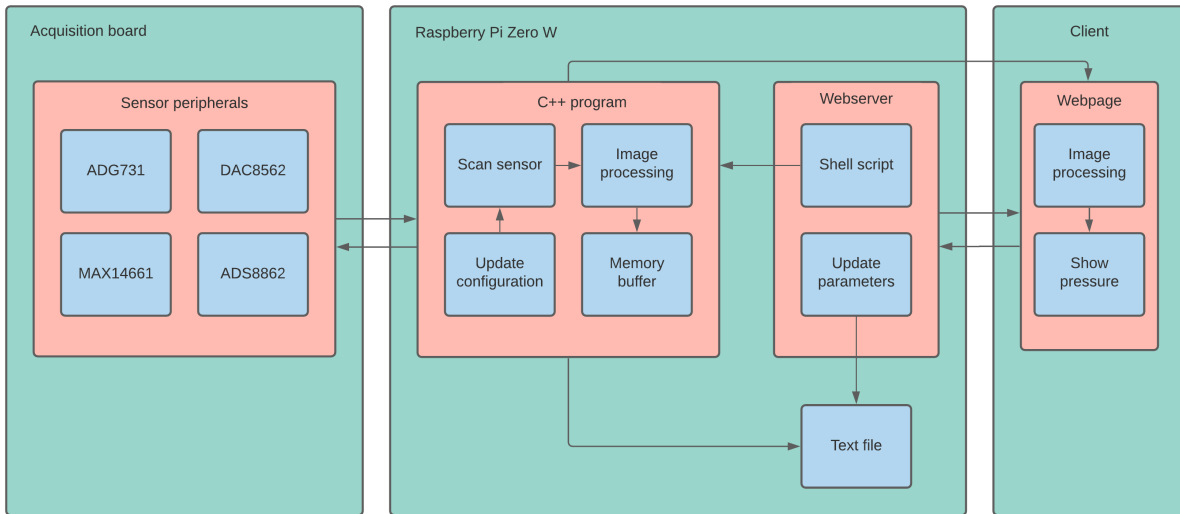 Acquisition board
Sensor peripherals
ADG731
DAC8562
MAX14661
ADS8862
Raspberry Pi Zero W
C++ program
Scan sensor
Image
processing
Update
configuration
Memory
buffer
Webserver
Shell script
Update
parameters
Text file
Client
Webpage
Image
processing
Show
pressure